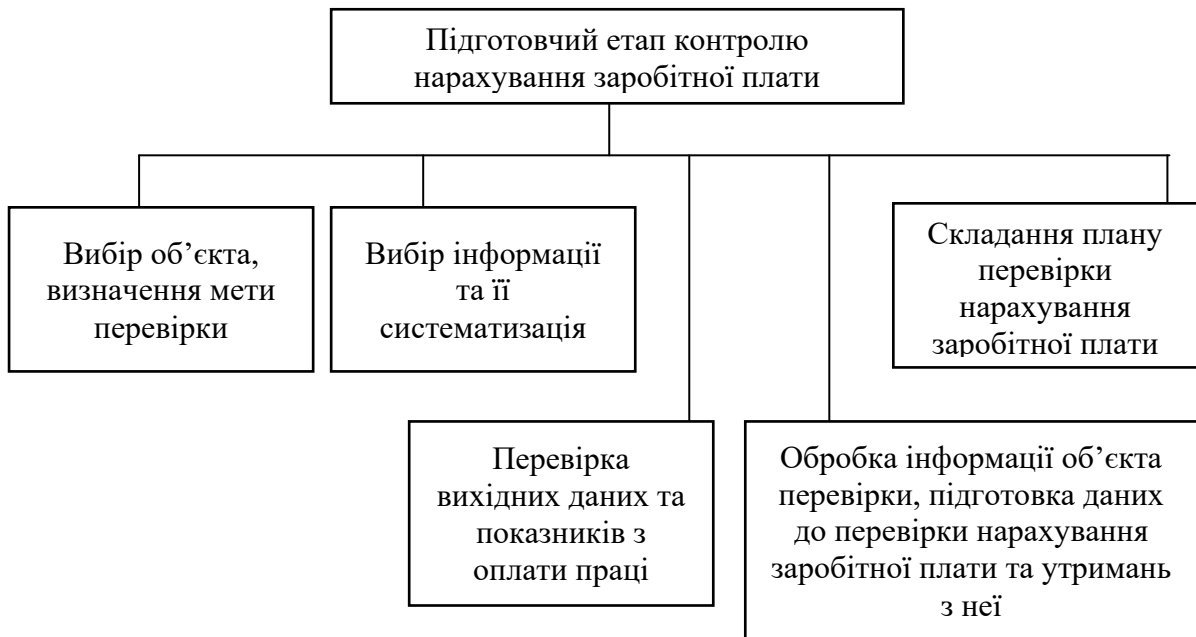 Підготовчий етап контролю
нарахування заробітної плати
Вибір об’єкта,
визначення мети
перевірки
Вибір інформації
та її
систематизація
Складання плану
перевірки
нарахування
заробітної плати
Перевірка
вихідних даних та
показників з
оплати праці
Обробка інформації об’єкта
перевірки, підготовка даних
до перевірки нарахування
заробітної плати та утримань
з неї